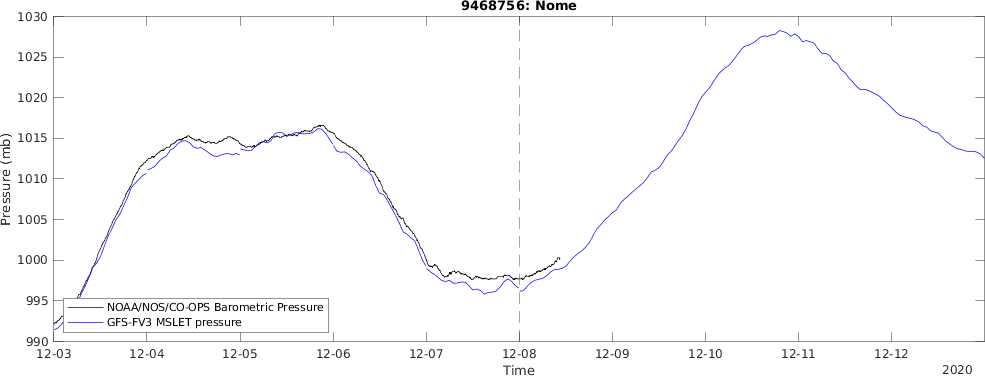 9468756: Nome
1030
1025
1020
1015
1010
1005
1000
995
990
Pressure (mb)
NOAA/NOS/CO-OPS Barometric Pressure
GFS-FV3 MSLET pressure
12-03 12-04 12-05 12-06 12-07 12-08 12-09 12-10 12-11 12-12
Time
2020